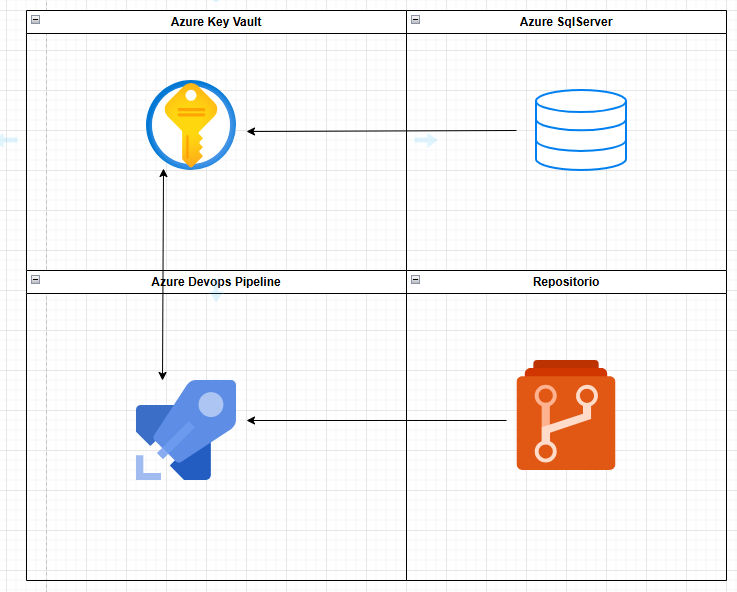 Azure Key Vault
Azure SqlServer
Azure Devops Pipeline
Repositorio